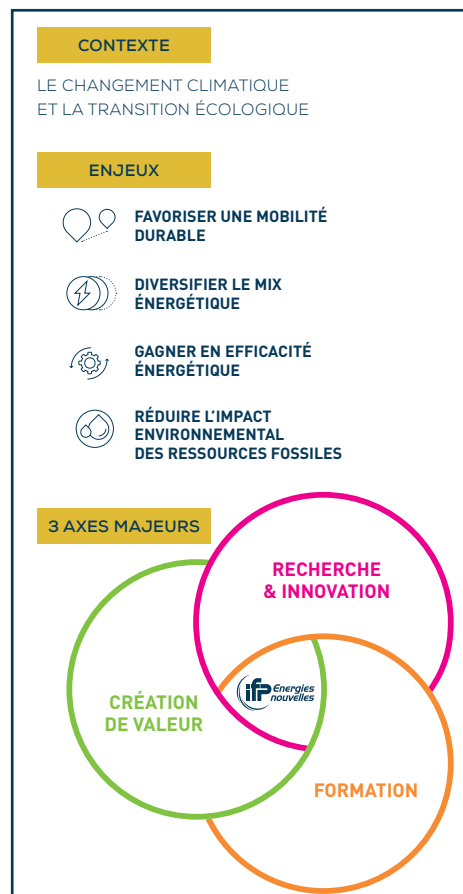 CONTEXTE
LE CHANGEMENT CLIMATIQUE
ET LA TRANSITION ÉCOLOGIQUE
ENJEUX
FAVORISER UNE MOBILITÉ
DURABLE
DIVERSIFIER LE MIX
ÉNERGÉTIQUE
GAGNER EN EFFICACITÉ
ÉNERGÉTIQUE
RÉDUIRE L'IMPACT
ENVIRONNEMENTAL
DES RESSOURCES FOSSILES
3 AXES MAJEURS
RECHERCHE
& INNOVATION
ifp Energies
nouvelles
CRÉATION
DE VALEUR
FORMATION